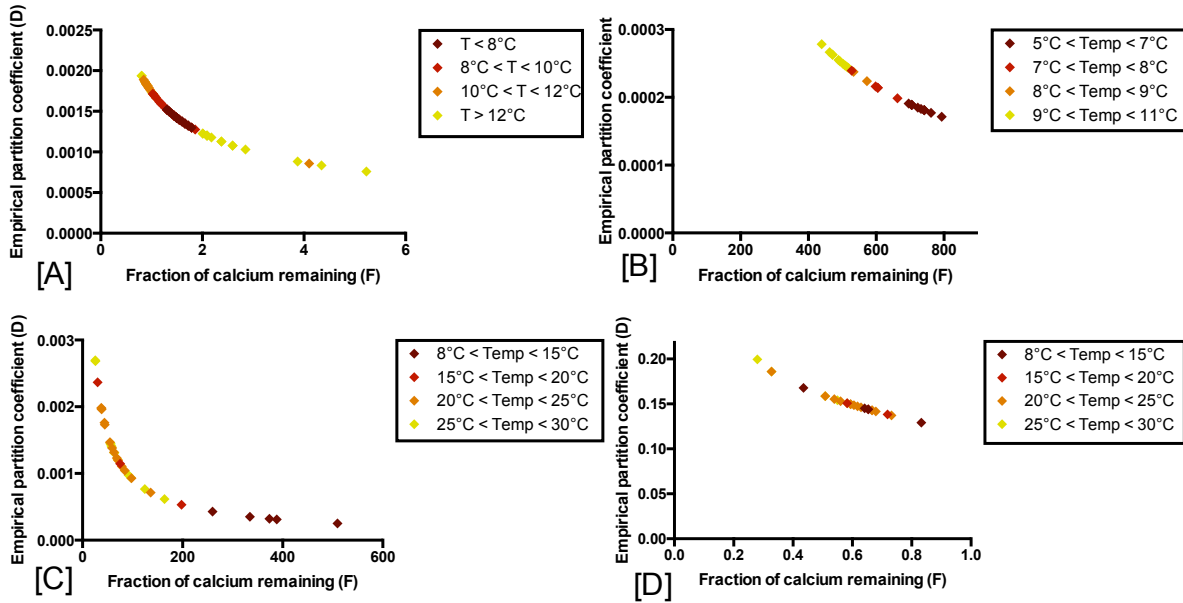 Empirical partition coefficient (D)
0.0025
0.0020
0.0015
0.0010
0.0005
0.0000
0
2
4
6
Fraction of calcium remaining (F)
[A]
T < 8°C
8°C < T < 10°C
10°C < T < 12°C
T > 12°C
Empirical partition coefficient
0.0003
0.0002
0.0001
0.0000
0
200
400
600
800
Fraction of calcium remaining (F)
[B]
5°C < Temp < 7°C
7°C < Temp < 8°C
8°C < Temp < 9°C
9°C < Temp < 11°C
Empirical partition coefficient (D)
0.003
0.002
0.001
0.000
0
200
400
600
Fraction of calcium remaining (F)
[C]
8°C < Temp < 15°C
15°C < Temp < 20°C
20°C < Temp < 25°C
25°C < Temp < 30°C
Empirical partition coefficient (D)
0.20
0.15
0.10
0.05
0.00
0.0
0.2
0.4
0.6
0.8
1.0
Fraction of calcium remaining (F)
[D]
8°C < Temp < 15°C
15°C < Temp < 20°C
20°C < Temp < 25°C
25°C < Temp < 30°C